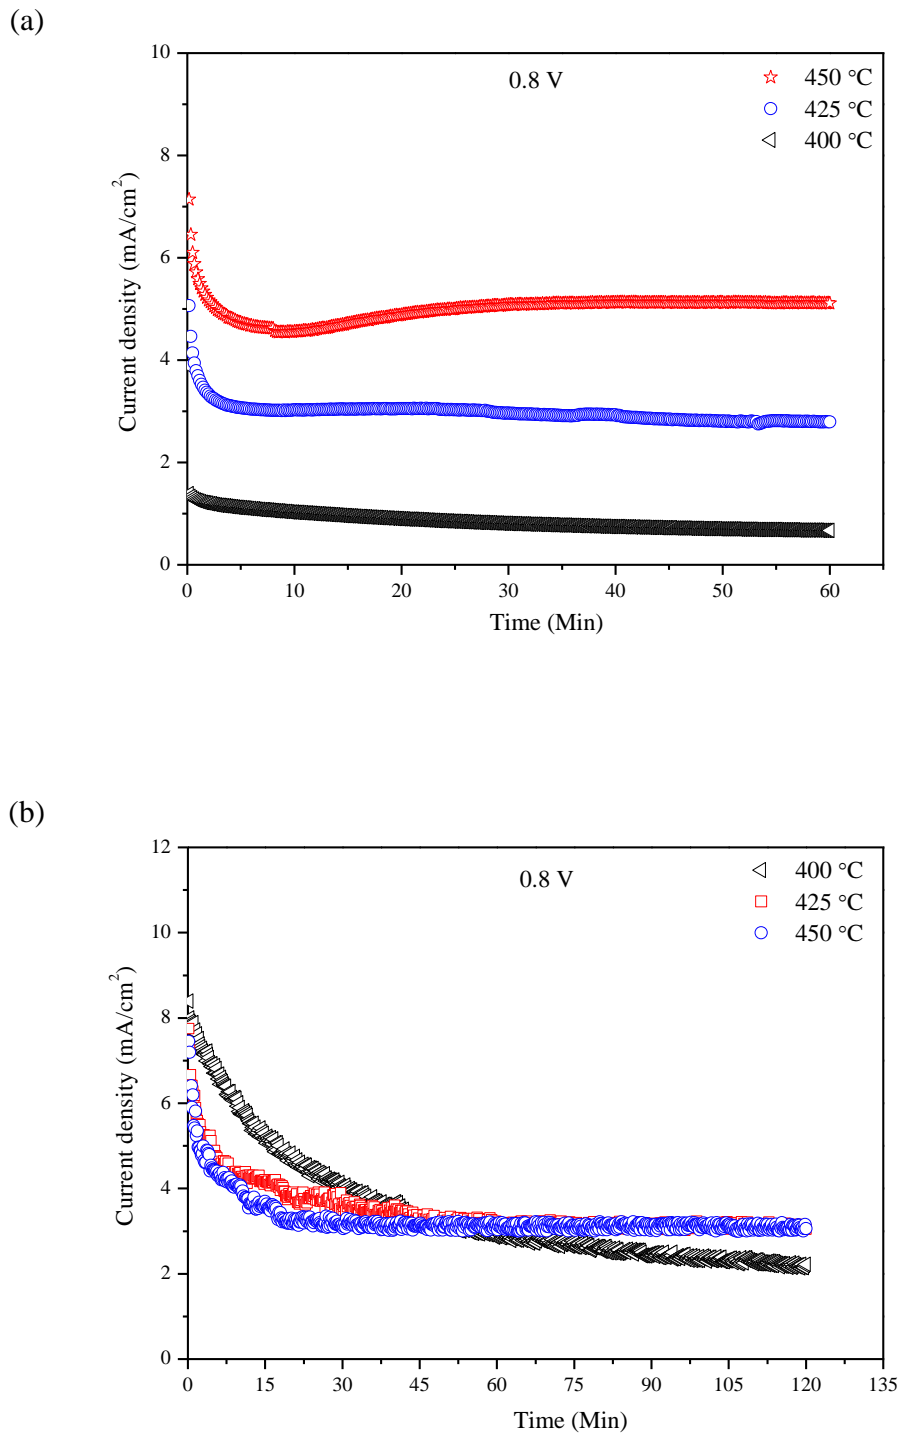 (a)
10
8
6
4
2
0
Current density (mA/cm²)
0.8 V
450 °C
425 °C
400 °C
0 10 20 30 40 50 60
Time (Min)
(b)
12
10
8
6
4
2
0
Current density (mA/cm²)
0.8 V
400 °C
425 °C
450 °C
0 15 30 45 60 75 90 105 120 135
Time (Min)